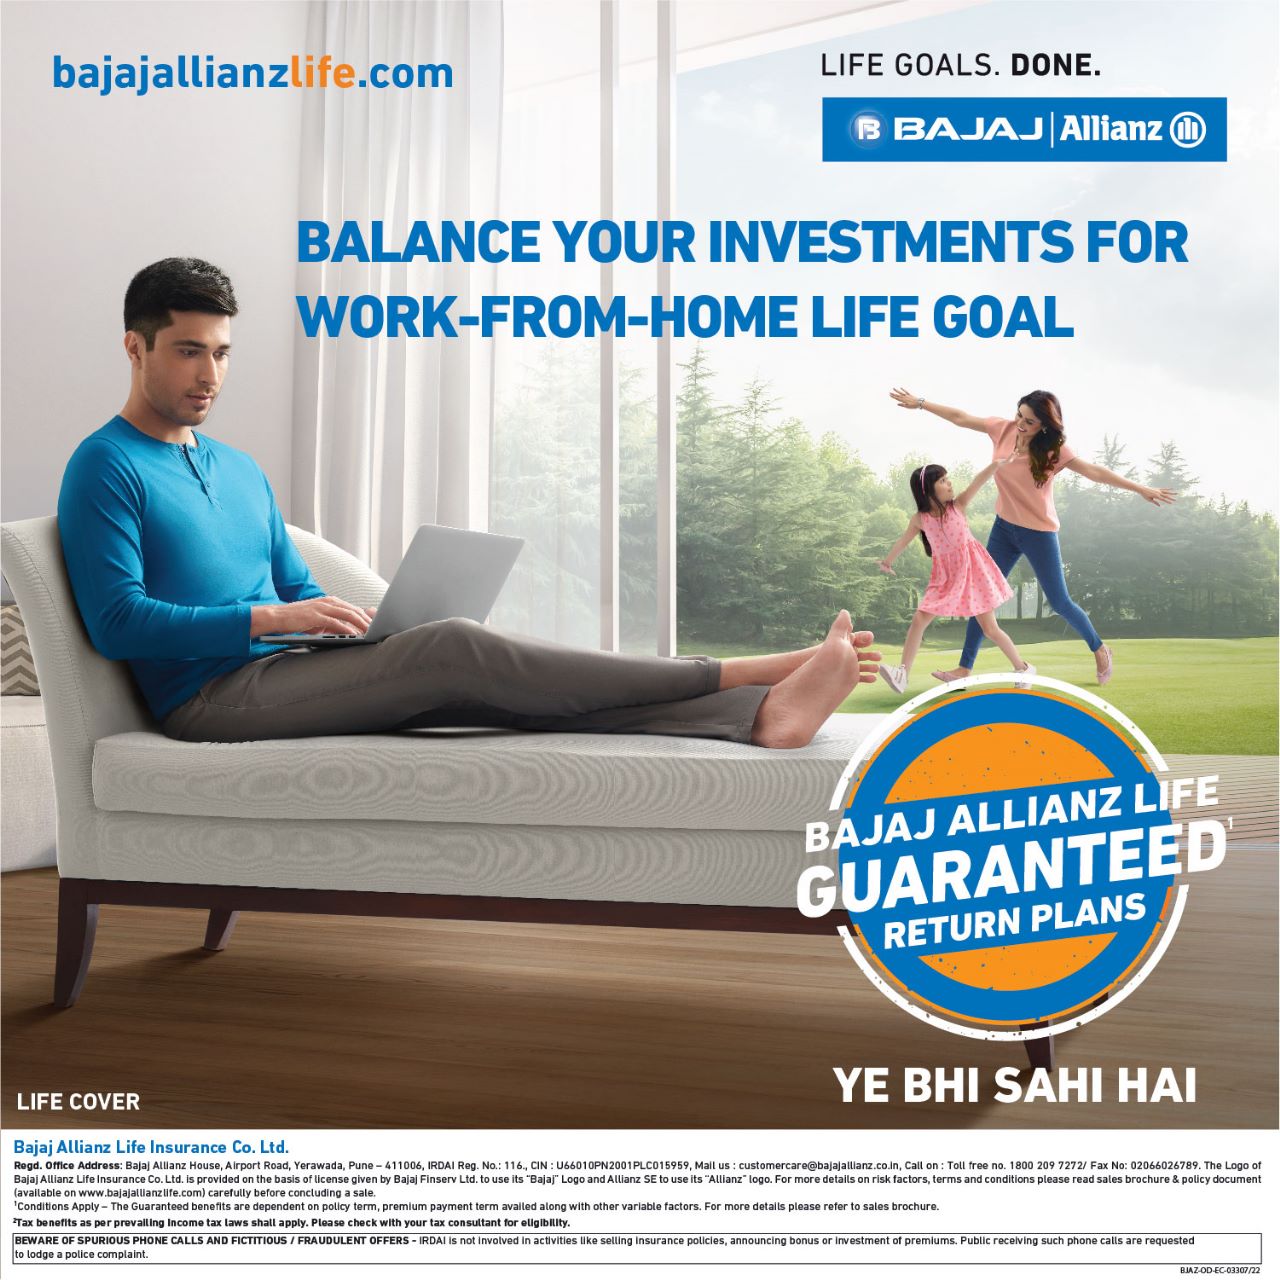 bajajallianzlife.com
LIFE GOALS. DONE.
B BAJAJ | Allianz
BALANCE YOUR INVESTMENTS FOR
WORK-FROM-HOME LIFE GOAL
BAJAJ ALLIANZ LIFE
GUARANTEED¹
RETURN PLANS
YE BHI SAHI HAI
LIFE COVER
Bajaj Allianz Life Insurance Co. Ltd.
Regd. Office Address: Bajaj Allianz House, Airport Road, Yerawada, Pune – 411006, IRDAI Reg. No.: 116., CIN : U66010PN2001PLC015959, Mail us : customercare@bajajallianz.co.in, Call on : Toll free no. 1800 209 7272/ Fax No: 02066026789. The Logo of
Bajaj Allianz Life Insurance Co. Ltd. is provided on the basis of license given by Bajaj Finserv Ltd. to use its "Bajaj" Logo and Allianz SE to use its "Allianz" logo. For more details on risk factors, terms and conditions please read sales brochure & policy document
(available on www.bajajallianzlife.com) carefully before concluding a sale.
¹Conditions Apply – The Guaranteed benefits are dependent on policy term, premium payment term availed along with other variable factors. For more details please refer to sales brochure.
²Tax benefits as per prevailing Income tax laws shall apply. Please check with your tax consultant for eligibility.
BEWARE OF SPURIOUS PHONE CALLS AND FICTITIOUS / FRAUDULENT OFFERS - IRDAI is not involved in activities like selling insurance policies, announcing bonus or investment of premiums. Public receiving such phone calls are requested
to lodge a police complaint.
BJAZ-OD-EC-03307/22